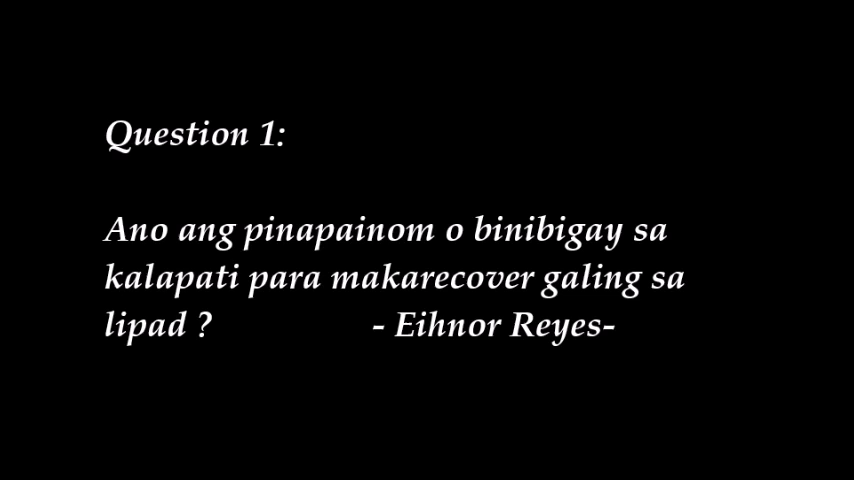 Question 1:
Ano ang pinapainom o binibigay sa
kalapati para makarecover galing sa
lipad ? - Eihnor Reyes-